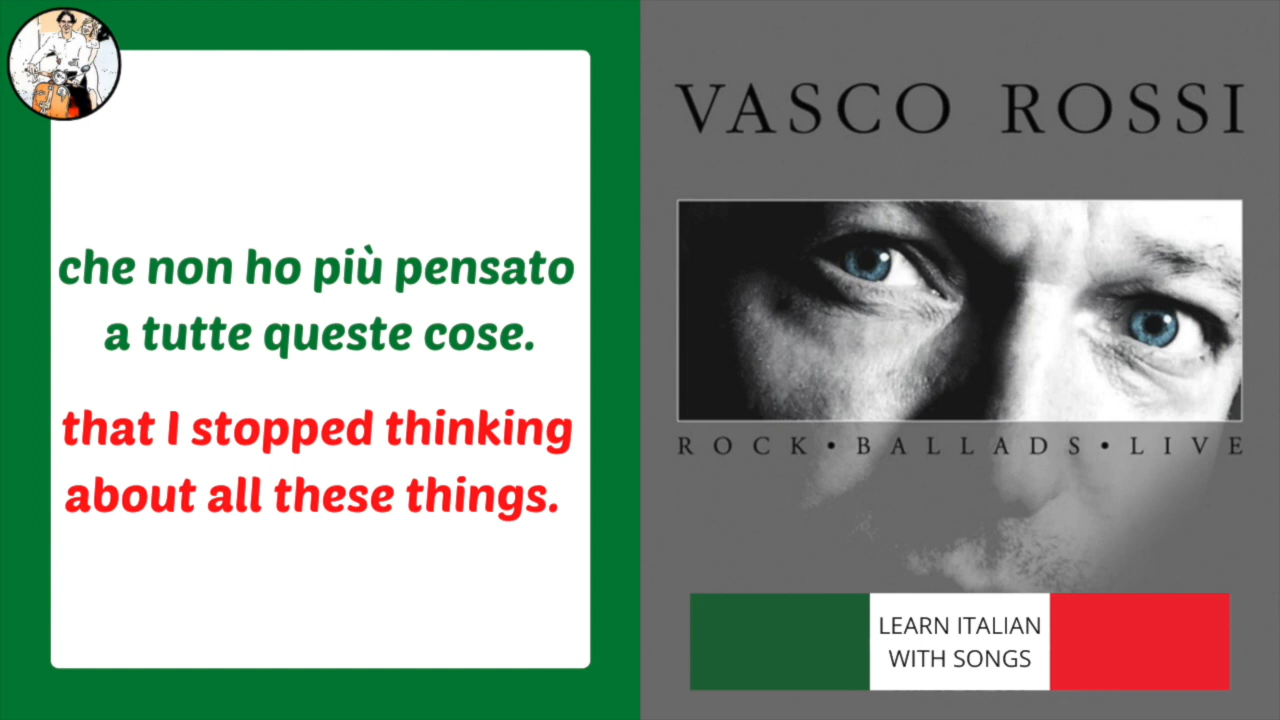 che non ho più pensato
a tutte queste cose.
that I stopped thinking
about all these things.
VASCO ROSSI
ROCK•BALLADS•LIVE
LEARN ITALIAN
WITH SONGS